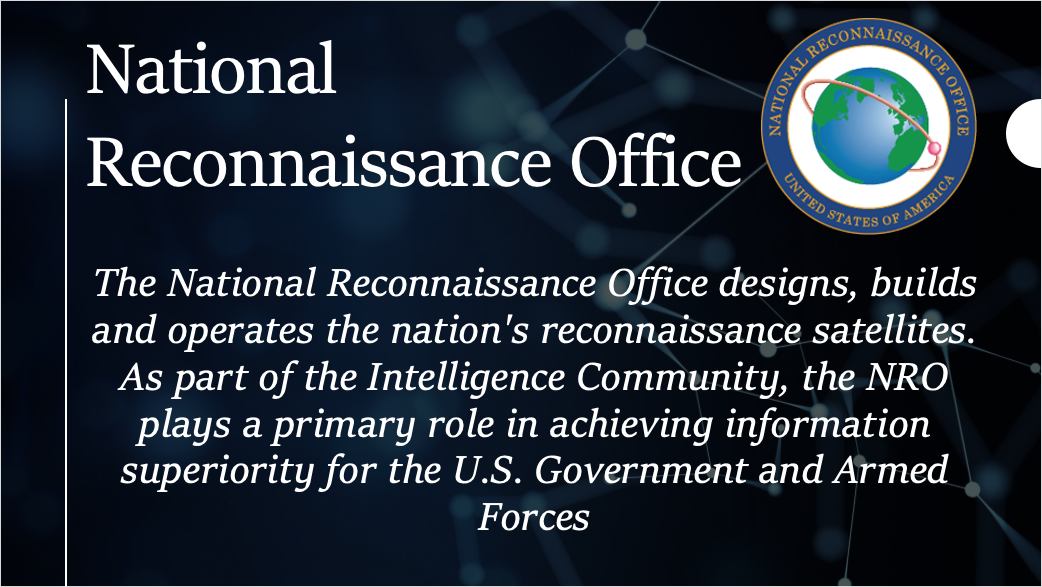 National
Reconnaissance Office
NATIONAL RECONNAISSANCE OFFICE
UNITED STATES OF AMERICA
The National Reconnaissance Office designs, builds
and operates the nation's reconnaissance satellites.
As part of the Intelligence Community, the NRO
plays a primary role in achieving information
superiority for the U.S. Government and Armed
Forces